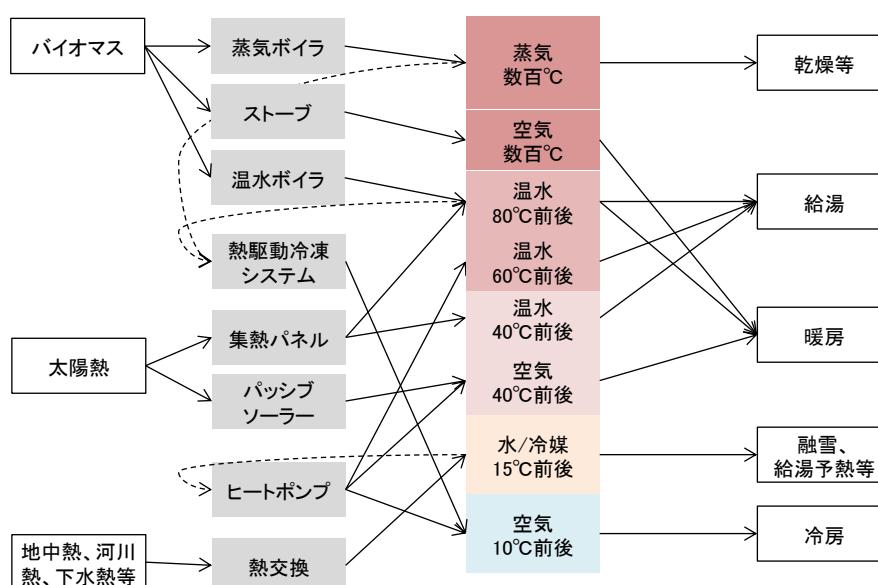 バイオマス
太陽熱
地中熱、河川
熱、下水熱等
蒸気ボイラ
ストーブ
温水ボイラ
熱駆動冷凍
システム
集熱パネル
パッシブ
ソーラー
ヒートポンプ
熱交換
蒸気
数百℃
空気
数百℃
温水
80℃前後
温水
60℃前後
温水
40℃前後
空気
40℃前後
水/冷媒
15℃前後
空気
10℃前後
乾燥等
給湯
暖房
融雪、
給湯予熱等
冷房